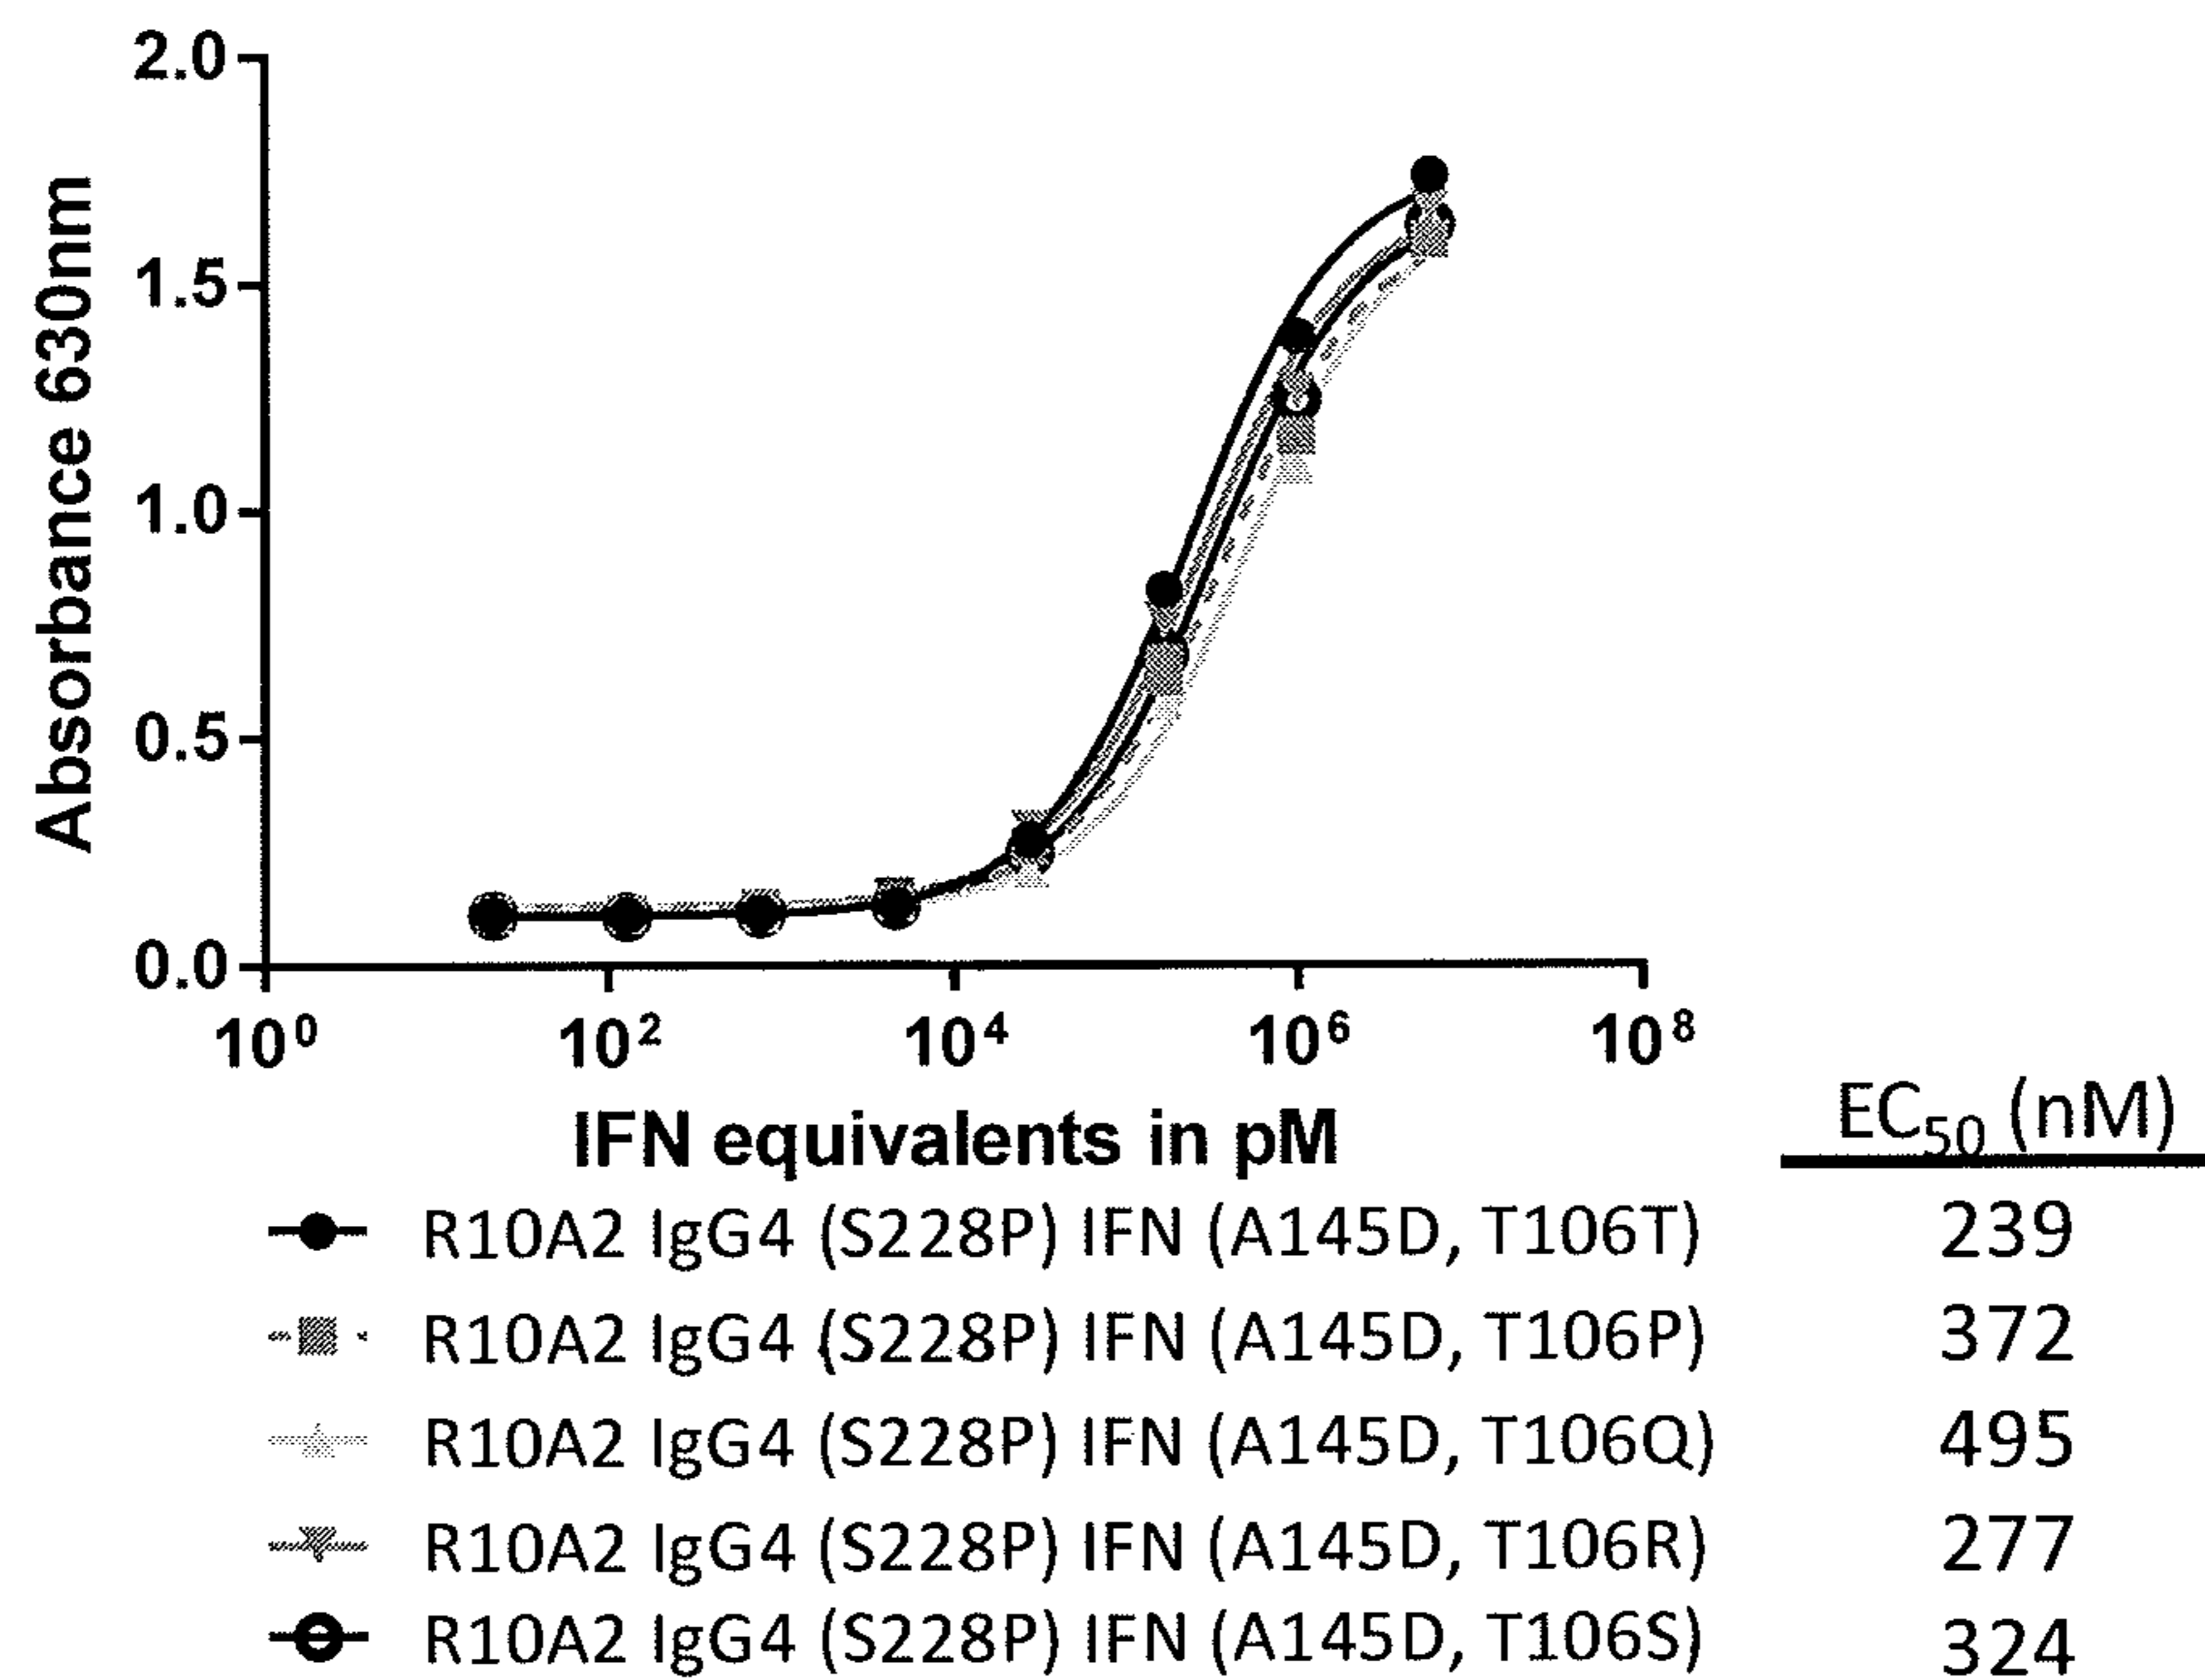 2.0
1.5
1.0
0.5
0.0
Absorbance 630nm
10⁰ 10² 10⁴ 10⁶ 10⁸
IFN equivalents in pM
EC₅₀ (nM)
R10A2 IgG4 (S228P) IFN (A145D, T106T) 239
R10A2 IgG4 (S228P) IFN (A145D, T106P) 372
R10A2 IgG4 (S228P) IFN (A145D, T106Q) 495
R10A2 IgG4 (S228P) IFN (A145D, T106R) 277
R10A2 IgG4 (S228P) IFN (A145D, T106S) 324